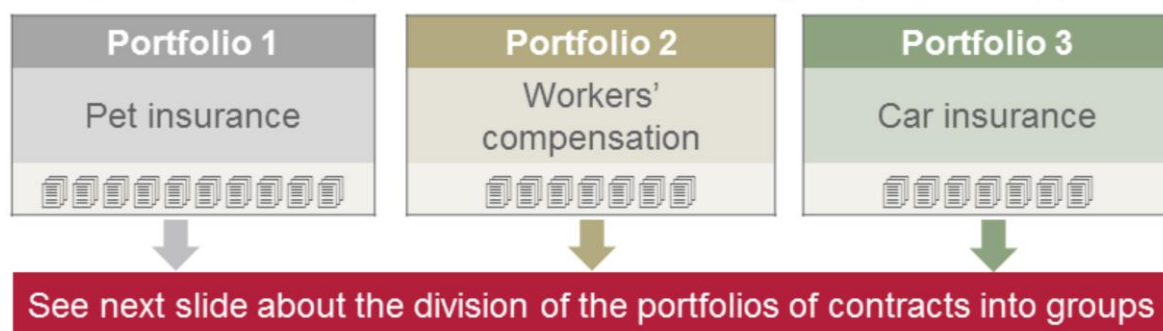 Portfolio 1
Pet insurance
Portfolio 2
Workers'
compensation
Portfolio 3
Car insurance
See next slide about the division of the portfolios of contracts into groups